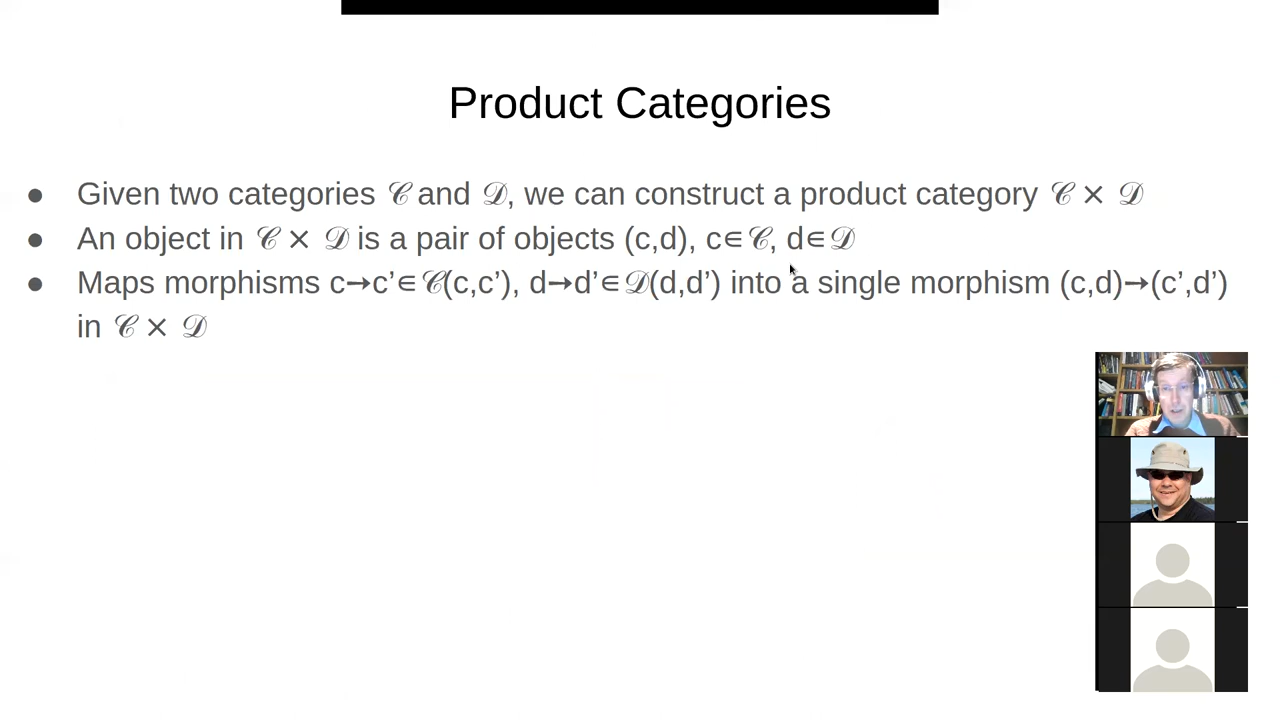 Product Categories
● Given two categories 𝒞 and 𝒟, we can construct a product category 𝒞 × 𝒟
● An object in 𝒞 × 𝒟 is a pair of objects (c,d), c∈𝒞, d∈𝒟
● Maps morphisms c→c’∈𝒞(c,c’), d→d’∈𝒟(d,d’) into a single morphism (c,d)→(c’,d’)
in 𝒞 × 𝒟